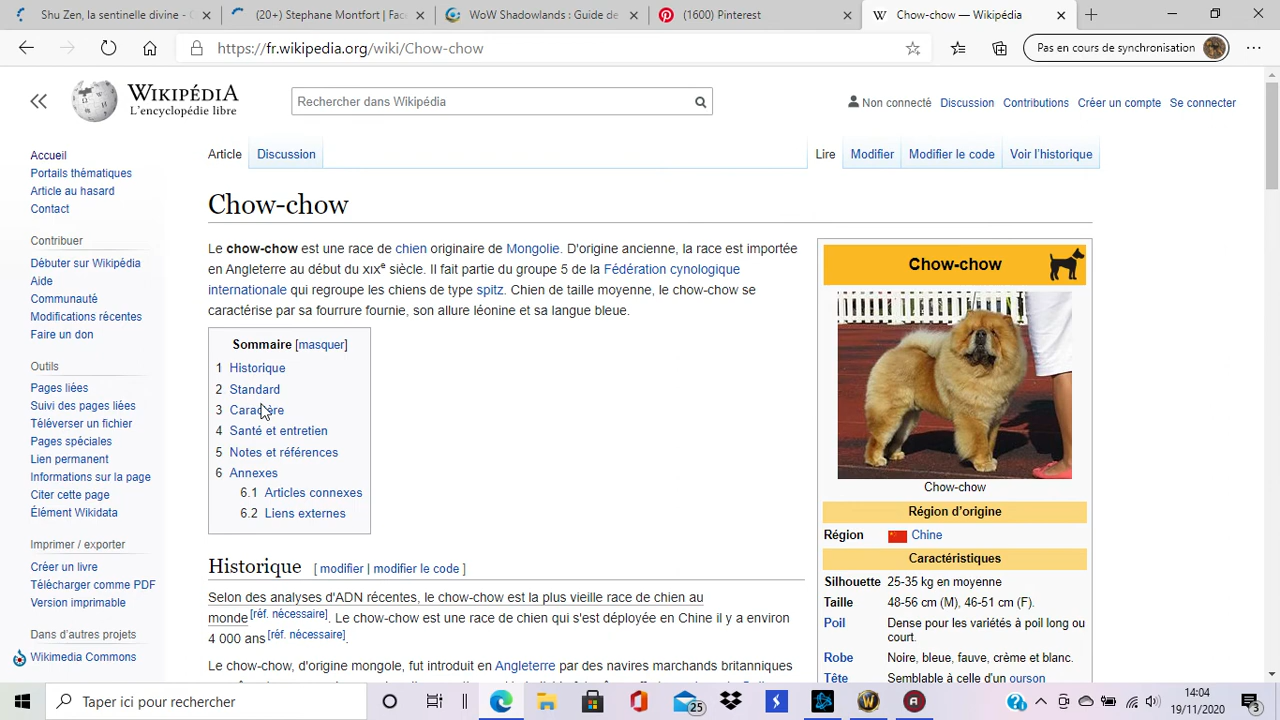 Shu Zen, la sentinelle divine -
(20+) Stephane Montfort |
WoW Shadowlands : Guide de
(1600) Pinterest
W Chow-chow — Wikipédia
https://fr.wikipedia.org/wiki/Chow-chow
Pas en cours de synchronisation
WIKIPÉDIA
L'encyclopédie libre
Rechercher dans Wikipédia
Non connecté Discussion Contributions Créer un compte Se connecter
Article Discussion Lire Modifier Modifier le code Voir l'historique
Accueil
Portails thématiques
Article au hasard
Contact
Contribuer
Débuter sur Wikipédia
Aide
Communauté
Modifications récentes
Faire un don
Outils
Pages liées
Suivi des pages liées
Téléverser un fichier
Pages spéciales
Lien permanent
Informations sur la page
Citer cette page
Élément Wikidata
Imprimer / exporter
Créer un livre
Télécharger comme PDF
Version imprimable
Dans d'autres projets
Wikimedia Commons
Chow-chow
Le chow-chow est une race de chien originaire de Mongolie. D'origine ancienne, la race est importée
en Angleterre au début du XIXe siècle. Il fait partie du groupe 5 de la Fédération cynologique
internationale qui regroupe les chiens de type spitz. Chien de taille moyenne, le chow-chow se
caractérise par sa fourrure fournie, son allure léonine et sa langue bleue.
Sommaire [masquer]
1 Historique
2 Standard
3 Caractère
4 Santé et entretien
5 Notes et références
6 Annexes
6.1 Articles connexes
6.2 Liens externes
Historique [ modifier | modifier le code ]
Selon des analyses d'ADN récentes, le chow-chow est la plus vieille race de chien au
monde[réf. nécessaire]. Le chow-chow est une race de chien qui s'est déployée en Chine il y a environ
4 000 ans[réf. nécessaire].
Le chow-chow, d'origine mongole, fut introduit en Angleterre par des navires marchands britanniques
Chow-chow
Chow-chow
Région d'origine
Région Chine
Caractéristiques
Silhouette 25-35 kg en moyenne
Taille 48-56 cm (M), 46-51 cm (F).
Poil Dense pour les variétés à poil long ou
court.
Robe Noire, bleue, fauve, crème et blanc.
Tête Semblable à celle d'un ourson
Taper ici pour rechercher
25
14:04
19/11/2020
3